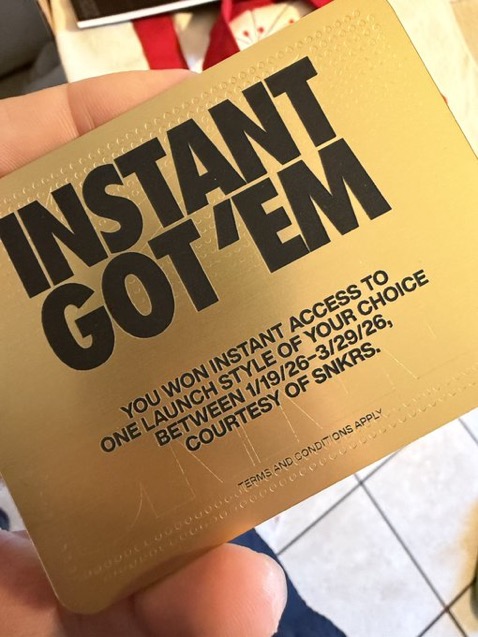 INSTANT
GOT 'EM
YOU WON INSTANT ACCESS TO
ONE LAUNCH STYLE OF YOUR CHOICE
BETWEEN 1/19/26–3/29/26,
COURTESY OF SNKRS.
TERMS AND CONDITIONS APPLY